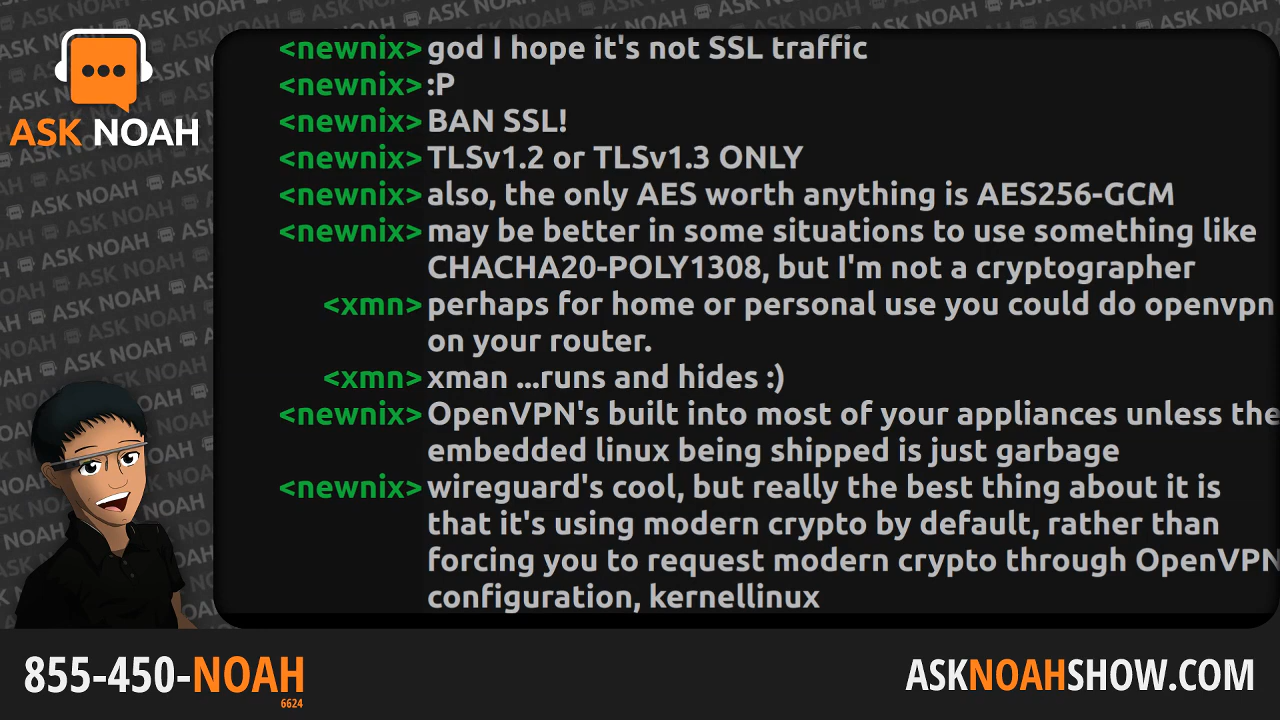 ASK NOAH
<newnix> god I hope it's not SSL traffic
<newnix> :P
<newnix> BAN SSL!
<newnix> TLSv1.2 or TLSv1.3 ONLY
<newnix> also, the only AES worth anything is AES256-GCM
<newnix> may be better in some situations to use something like
CHACHA20-POLY1308, but I'm not a cryptographer
<xmn> perhaps for home or personal use you could do openvpn
on your router.
<xmn> xman ...runs and hides :)
<newnix> OpenVPN's built into most of your appliances unless the
embedded linux being shipped is just garbage
<newnix> wireguard's cool, but really the best thing about it is
that it's using modern crypto by default, rather than
forcing you to request modern crypto through OpenVPN
configuration, kernellinux
855-450-NOAH
6624
ASKNOAHSHOW.COM